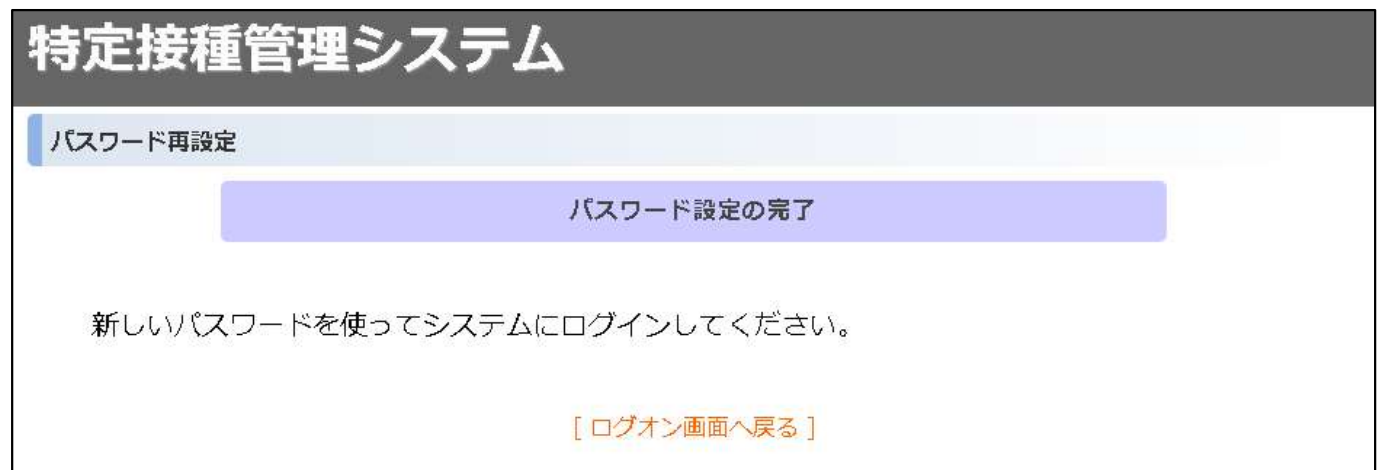 特定接種管理システム
パスワード再設定
パスワード設定の完了
新しいパスワードを使ってシステムにログインしてください。
[ ログオン画面へ戻る ]